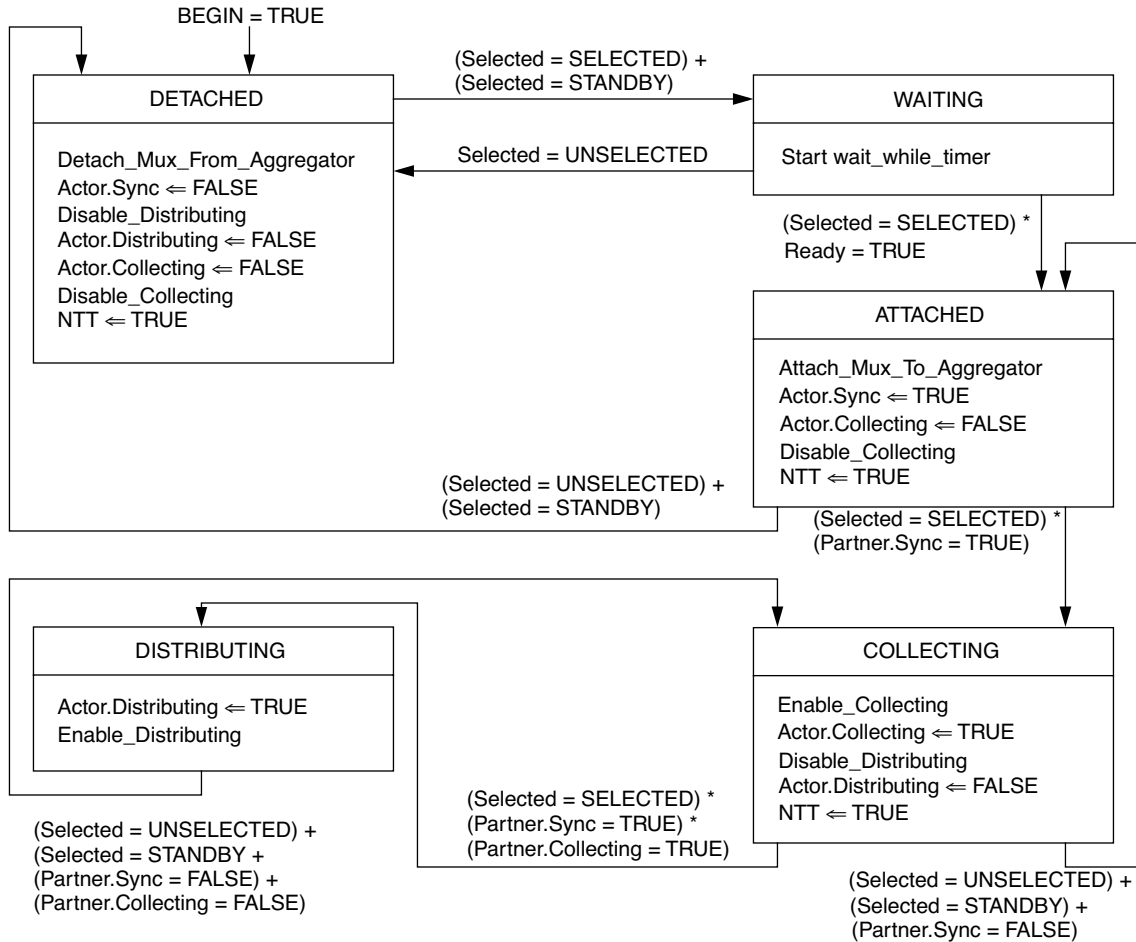 BEGIN = TRUE
DETACHED
Detach_Mux_From_Aggregator
Actor.Sync ⇐ FALSE
Disable_Distributing
Actor.Distributing ⇐ FALSE
Actor.Collecting ⇐ FALSE
Disable_Collecting
NTT ⇐ TRUE
(Selected = SELECTED) +
(Selected = STANDBY)
Selected = UNSELECTED
WAITING
Start wait_while_timer
(Selected = SELECTED) *
Ready = TRUE
ATTACHED
Attach_Mux_To_Aggregator
Actor.Sync ⇐ TRUE
Actor.Collecting ⇐ FALSE
Disable_Collecting
NTT ⇐ TRUE
(Selected = UNSELECTED) +
(Selected = STANDBY)
(Selected = SELECTED) *
(Partner.Sync = TRUE)
DISTRIBUTING
Actor.Distributing ⇐ TRUE
Enable_Distributing
(Selected = UNSELECTED) +
(Selected = STANDBY +
(Partner.Sync = FALSE) +
(Partner.Collecting = FALSE)
(Selected = SELECTED) *
(Partner.Sync = TRUE) *
(Partner.Collecting = TRUE)
COLLECTING
Enable_Collecting
Actor.Collecting ⇐ TRUE
Disable_Distributing
Actor.Distributing ⇐ FALSE
NTT ⇐ TRUE
(Selected = UNSELECTED) +
(Selected = STANDBY) +
(Partner.Sync = FALSE)